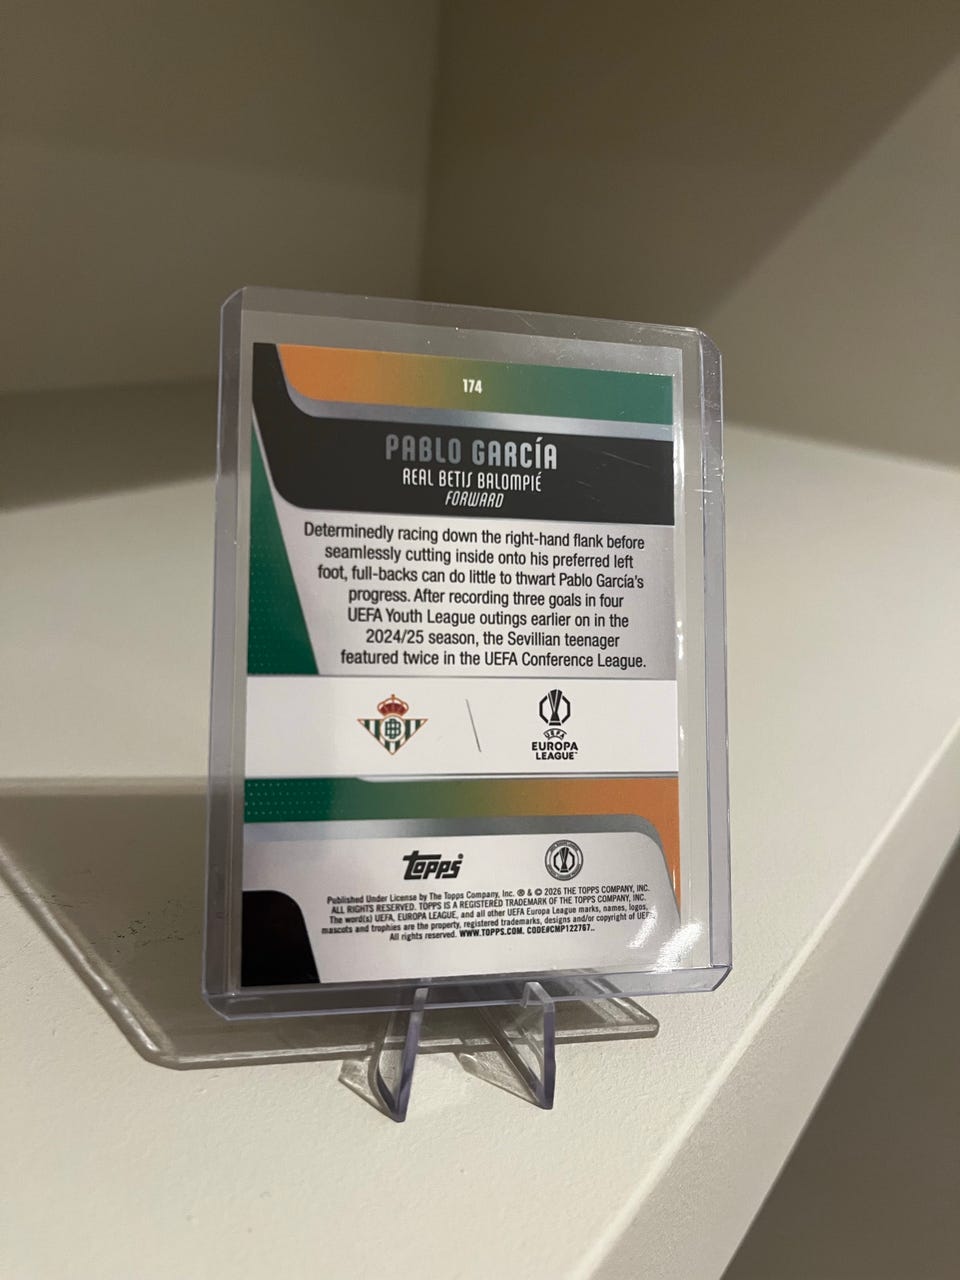 174
PABLO GARCÍA
REAL BETIS BALOMPIÉ
FORWARD
Determinedly racing down the right-hand flank before
seamlessly cutting inside onto his preferred left
foot, full-backs can do little to thwart Pablo García's
progress. After recording three goals in four
UEFA Youth League outings earlier on in the
2024/25 season, the Sevillian teenager
featured twice in the UEFA Conference League.
UEFA
EUROPA
LEAGUE™
Topps
Published Under License by The Topps Company, Inc. ® & © 2026 THE TOPPS COMPANY, INC.
ALL RIGHTS RESERVED. TOPPS IS A REGISTERED TRADEMARK OF THE TOPPS COMPANY, INC.
The word(s) UEFA, EUROPA LEAGUE, and all other UEFA Europa League marks, names, logos,
mascots and trophies are the property, registered trademarks, designs and/or copyright of UEFA.
All rights reserved. WWW.TOPPS.COM. CODE#CMP122767..